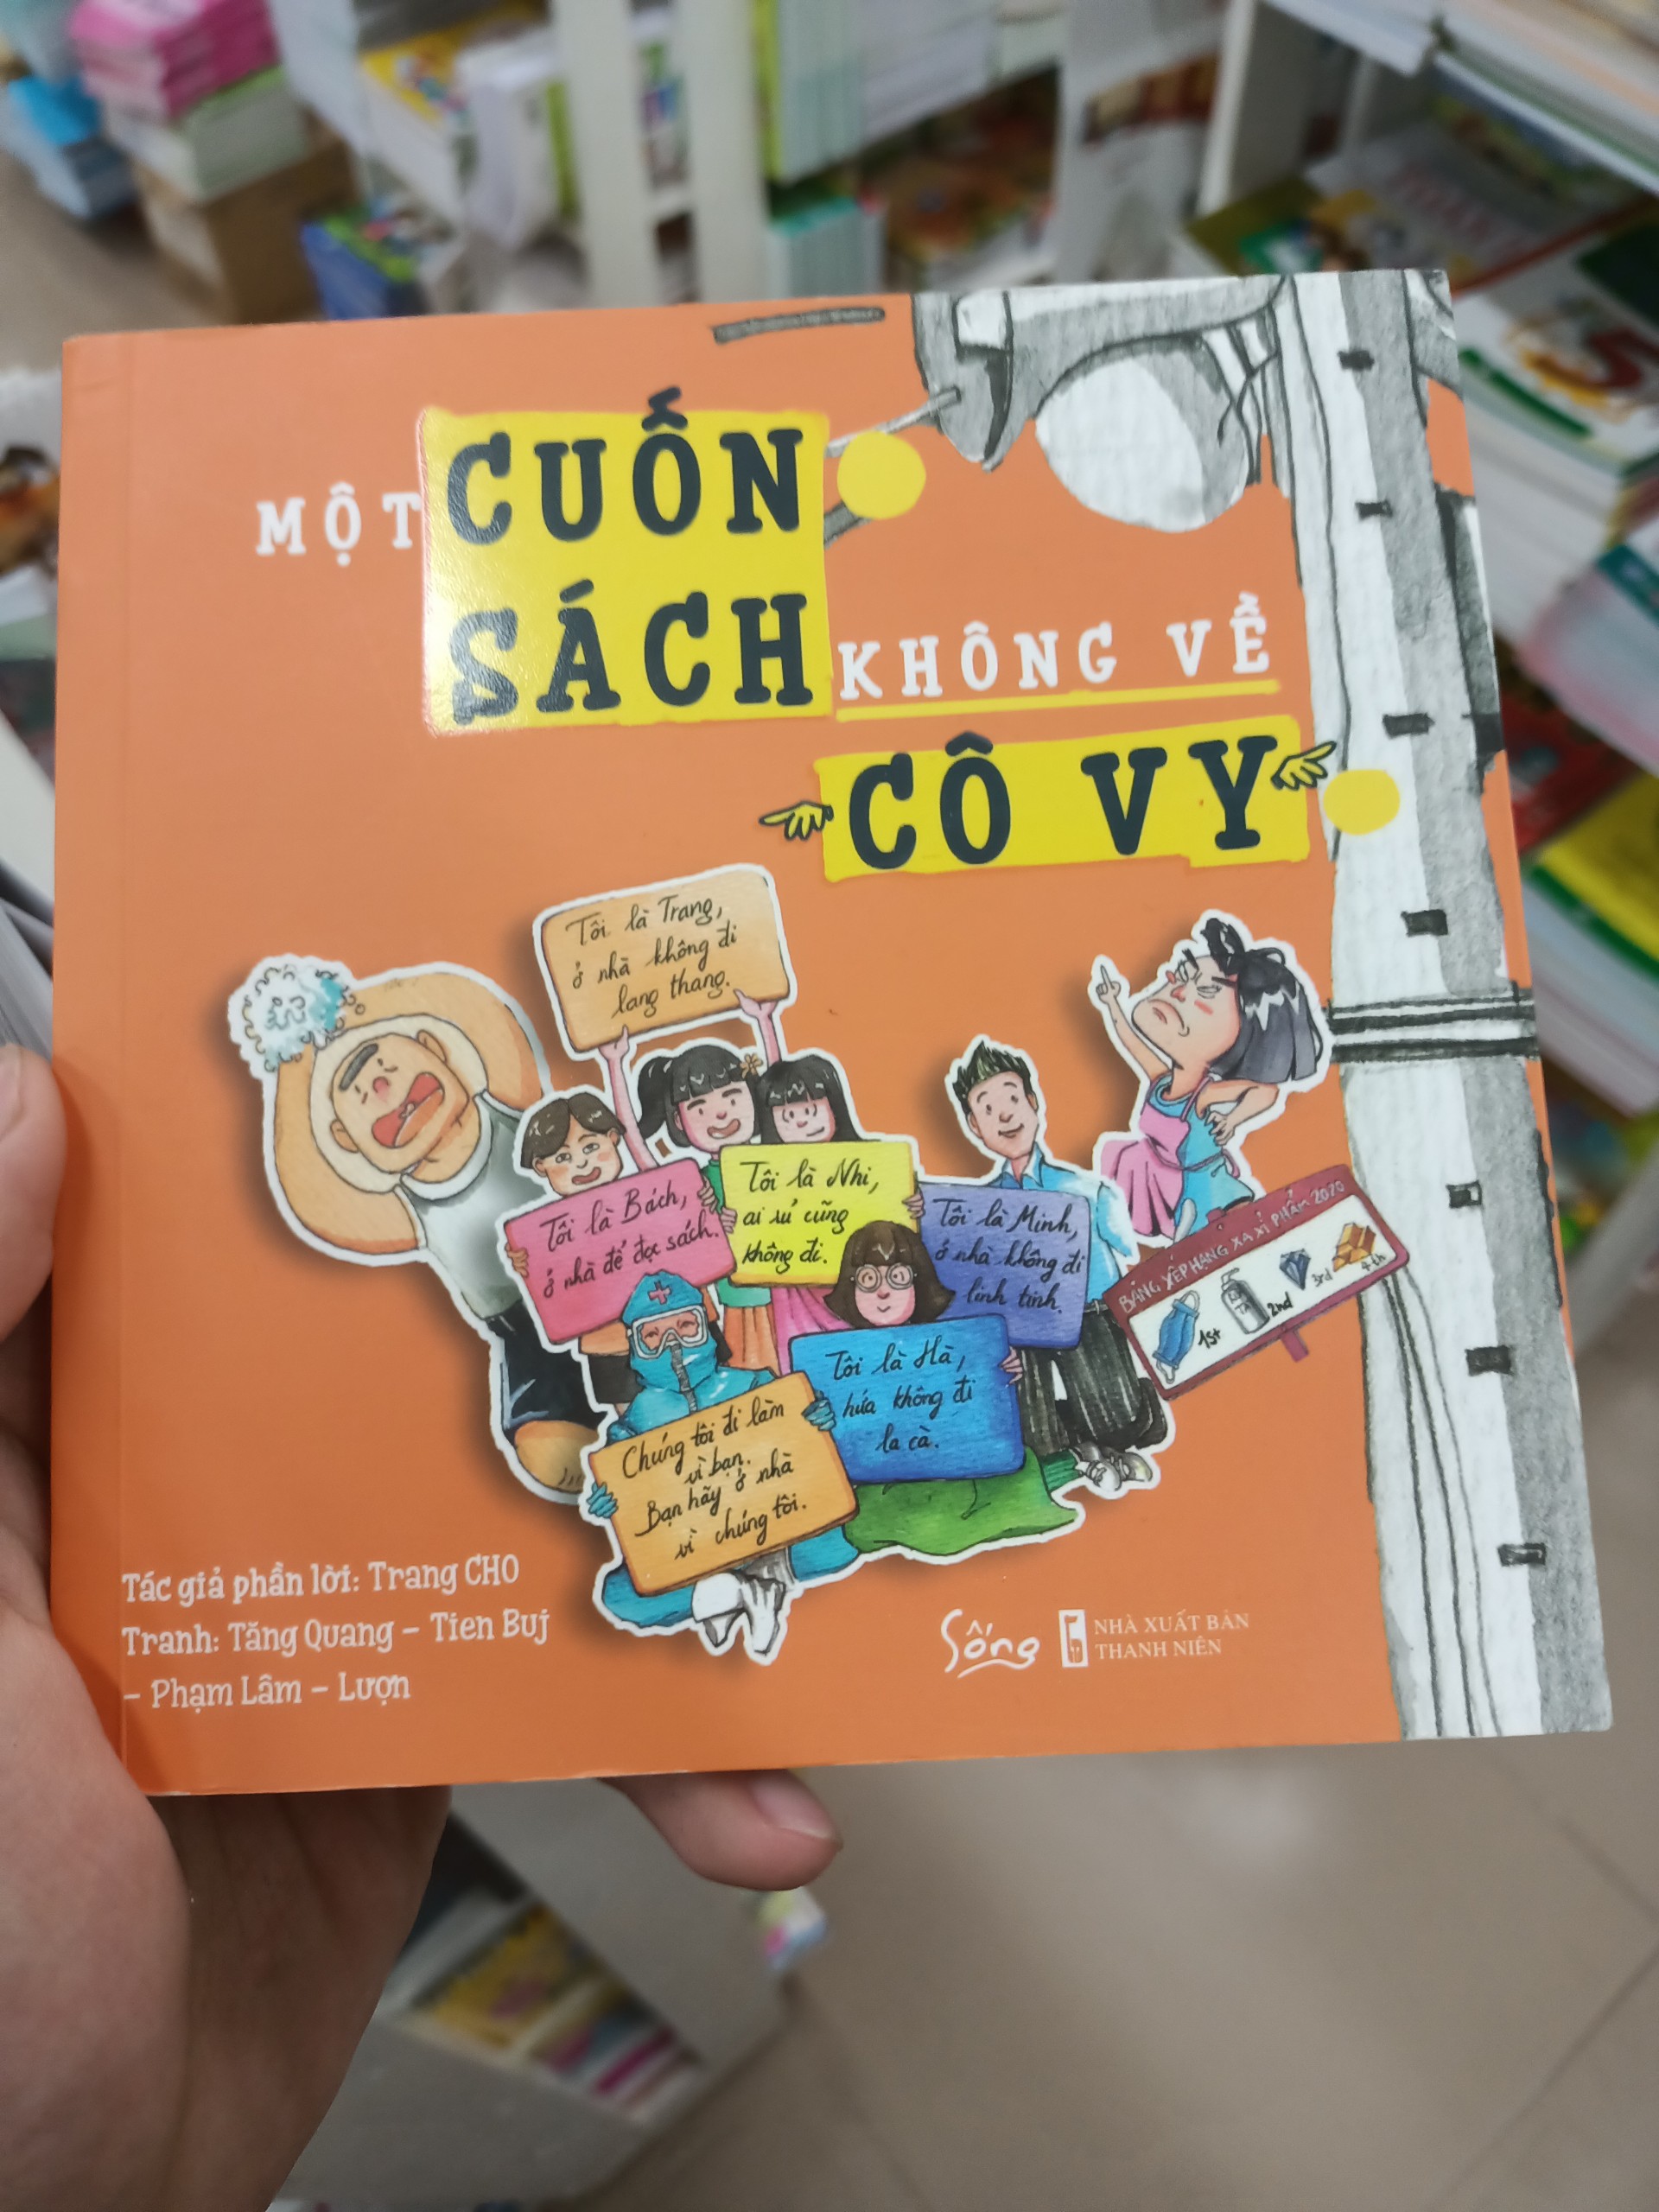 MỘT CUỐN
SÁCH KHÔNG VỀ
CÔ VY
Tôi là Trang,
ở nhà không đi
lang thang.
Tôi là Bách,
ở nhà để đọc sách.
Tôi là Nhi,
ai rủ cũng
không đi.
Tôi là Minh,
ở nhà không đi
linh tinh.
BẢNG XẾP HẠNG XA XỈ PHẨM 2020
1st
2nd
3rd
4th
Tôi là Hà,
hứa không đi
la cà.
Chúng tôi đi làm
vì bạn.
Bạn hãy ở nhà
vì chúng tôi.
Tác giả phần lời: Trang CHO
Tranh: Tăng Quang – Tien Buj
– Phạm Lâm – Lượn
Sống
NHÀ XUẤT BẢN
THANH NIÊN